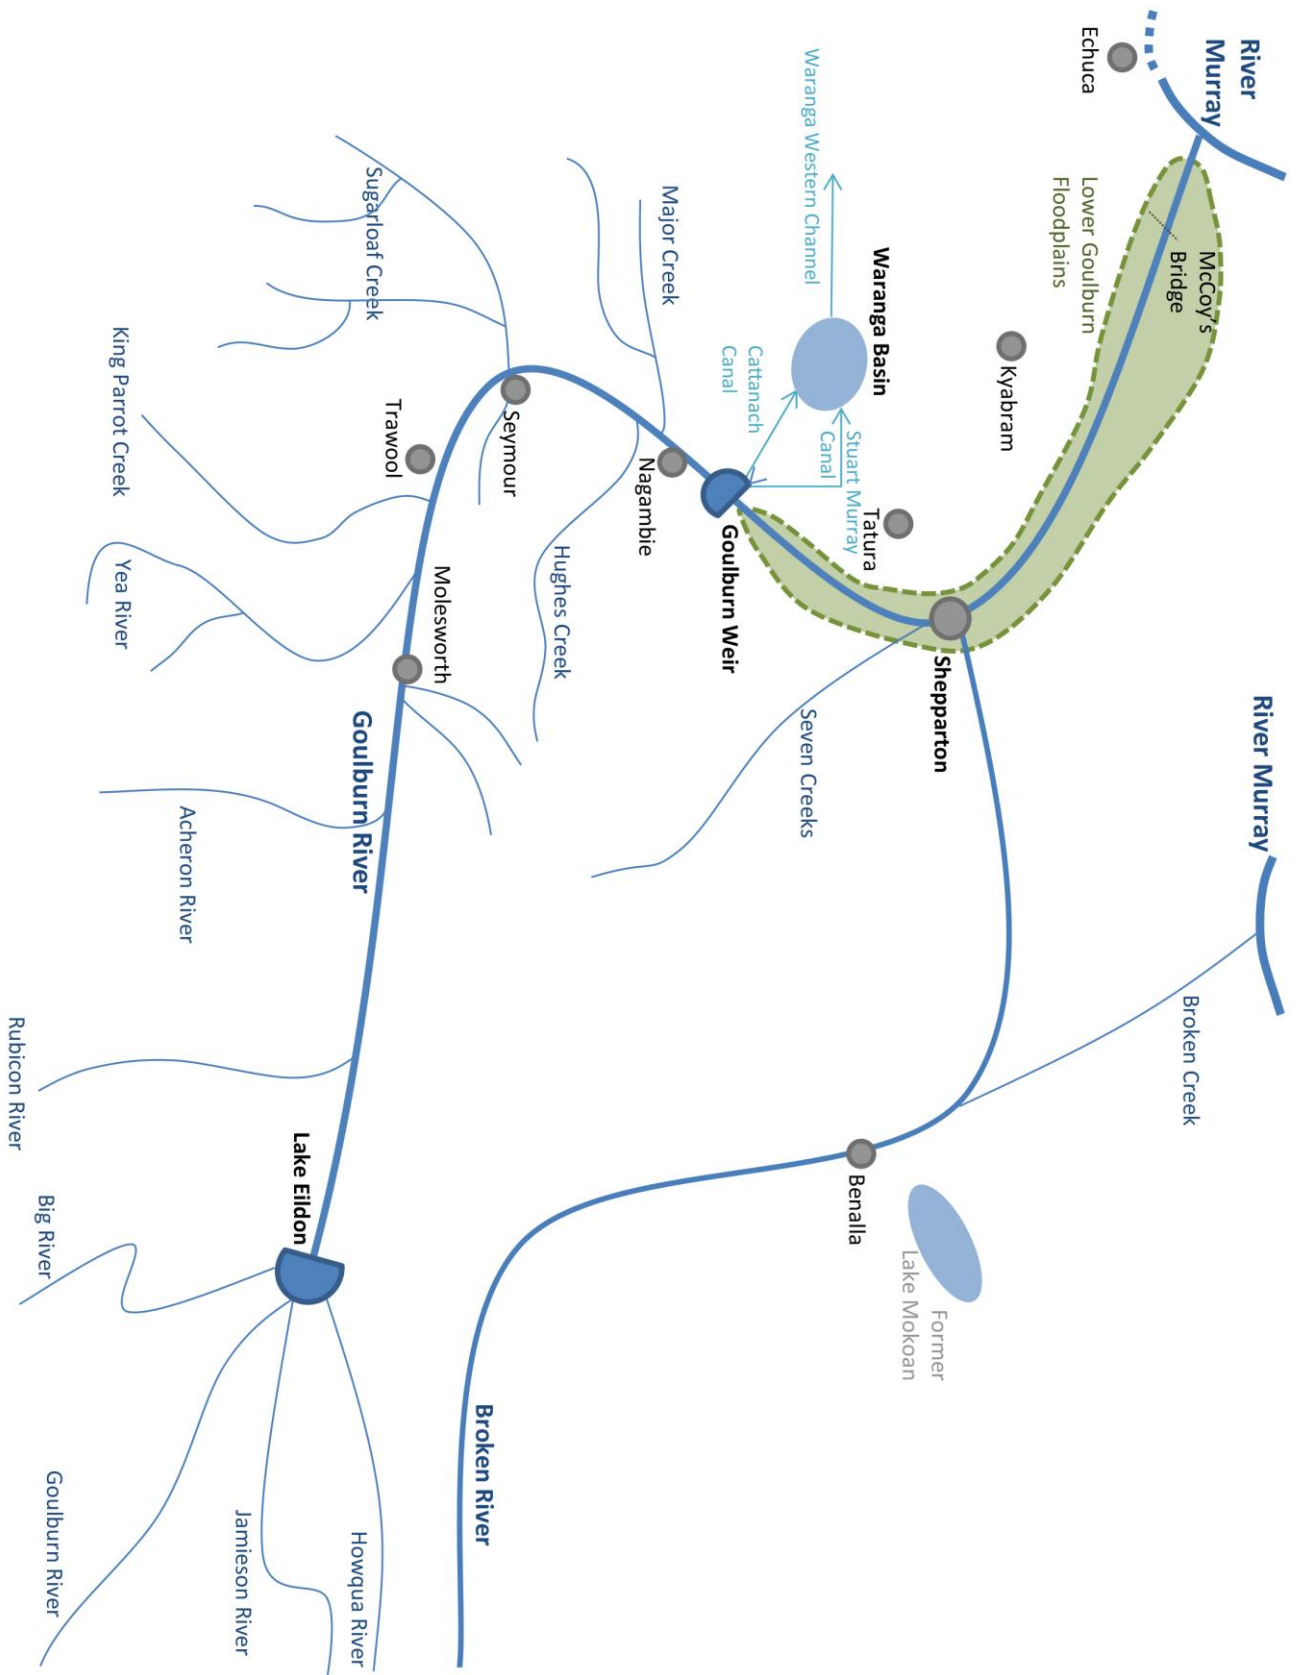 River
Murray
River Murray
McCoy's
Bridge
Broken Creek
Echuca
Lower Goulburn
Floodplains
Kyabram
Shepparton
Former
Lake Mokoan
Waranga Basin
Tatura
Benalla
Stuart Murray
Canal
Waranga Western Channel
Seven Creeks
Cattanach
Canal
Goulburn Weir
Major Creek
Nagambie
Hughes Creek
Seymour
Broken River
Molesworth
Trawool
Sugarloaf Creek
Goulburn River
Howqua River
Lake Eildon
Jamieson River
Acheron River
King Parrot Creek
Yea River
Goulburn River
Big River
Rubicon River